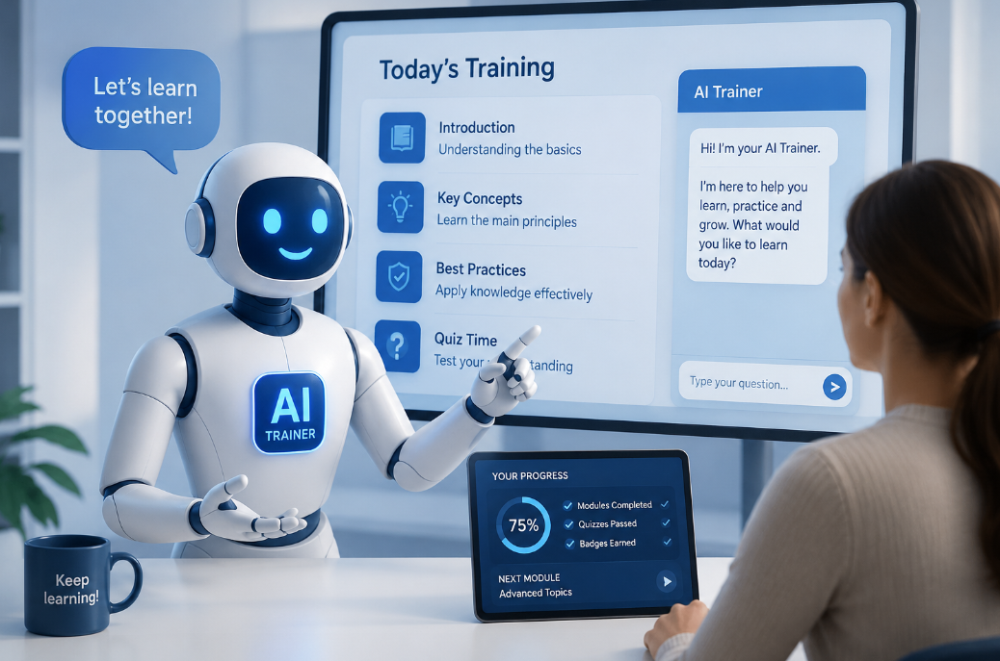 Let's learn
together!
Today's Training
Introduction
Understanding the basics
Key Concepts
Learn the main principles
Best Practices
Apply knowledge effectively
Quiz Time
Test your
AI Trainer
Hi! I'm your AI Trainer.
I'm here to help you
learn, practice and
grow. What would
you like to learn
today?
Type your question...
AI
TRAINER
YOUR PROGRESS
75%
Modules Completed
Quizzes Passed
Badges Earned
NEXT MODULE
Advanced Topics
Keep
learning!